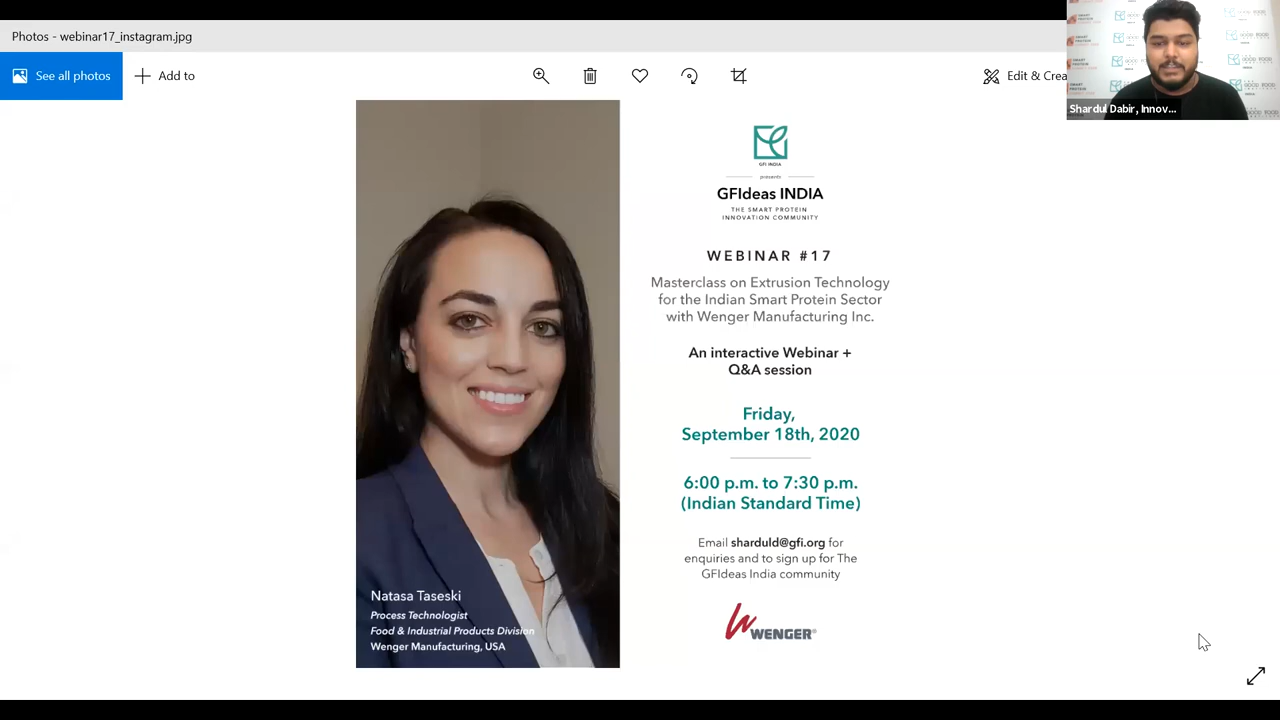 Photos - webinar17_instagram.jpg
See all photos
Add to
Edit & Crea
Shardul Dabir, Innov...
GFI INDIA
presents
GFIdeas INDIA
THE SMART PROTEIN
INNOVATION COMMUNITY
WEBINAR #17
Masterclass on Extrusion Technology
for the Indian Smart Protein Sector
with Wenger Manufacturing Inc.
An interactive Webinar +
Q&A session
Friday,
September 18th, 2020
6:00 p.m. to 7:30 p.m.
(Indian Standard Time)
Email sharduld@gfi.org for
enquiries and to sign up for The
GFIdeas India community
WENGER®
Natasa Taseski
Process Technologist
Food & Industrial Products Division
Wenger Manufacturing, USA